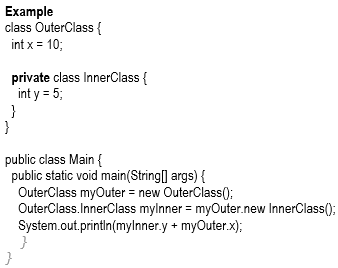 Example
class OuterClass {
int x = 10;
private class InnerClass {
int y = 5;
}
}
public class Main {
public static void main(String[] args) {
OuterClass myOuter = new OuterClass();
OuterClass.InnerClass myInner = myOuter.new InnerClass();
System.out.println(myInner.y + myOuter.x);
}
}